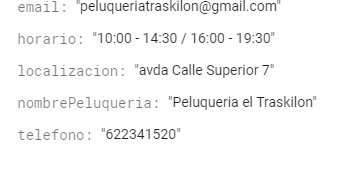 email: "peluqueriatraskilon@gmail.com"
horario: "10:00 - 14:30 / 16:00 - 19:30"
localizacion: "avda Calle Superior 7"
nombrePeluqueria: "Peluqueria el Traskilon"
telefono: "622341520"